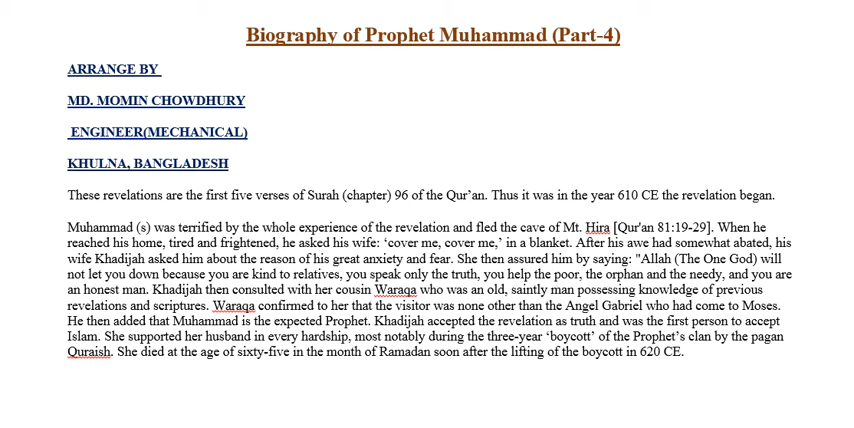 Biography of Prophet Muhammad (Part-4)
ARRANGE BY
MD. MOMIN CHOWDHURY
ENGINEER(MECHANICAL)
KHULNA, BANGLADESH
These revelations are the first five verses of Surah (chapter) 96 of the Qur’an. Thus it was in the year 610 CE the revelation began.
Muhammad (s) was terrified by the whole experience of the revelation and fled the cave of Mt. Hira [Qur'an 81:19-29]. When he
reached his home, tired and frightened, he asked his wife: ‘cover me, cover me,’ in a blanket. After his awe had somewhat abated, his
wife Khadijah asked him about the reason of his great anxiety and fear. She then assured him by saying: "Allah (The One God) will
not let you down because you are kind to relatives, you speak only the truth, you help the poor, the orphan and the needy, and you are
an honest man. Khadijah then consulted with her cousin Waraqa who was an old, saintly man possessing knowledge of previous
revelations and scriptures. Waraqa confirmed to her that the visitor was none other than the Angel Gabriel who had come to Moses.
He then added that Muhammad is the expected Prophet. Khadijah accepted the revelation as truth and was the first person to accept
Islam. She supported her husband in every hardship, most notably during the three-year ‘boycott’ of the Prophet’s clan by the pagan
Quraish. She died at the age of sixty-five in the month of Ramadan soon after the lifting of the boycott in 620 CE.